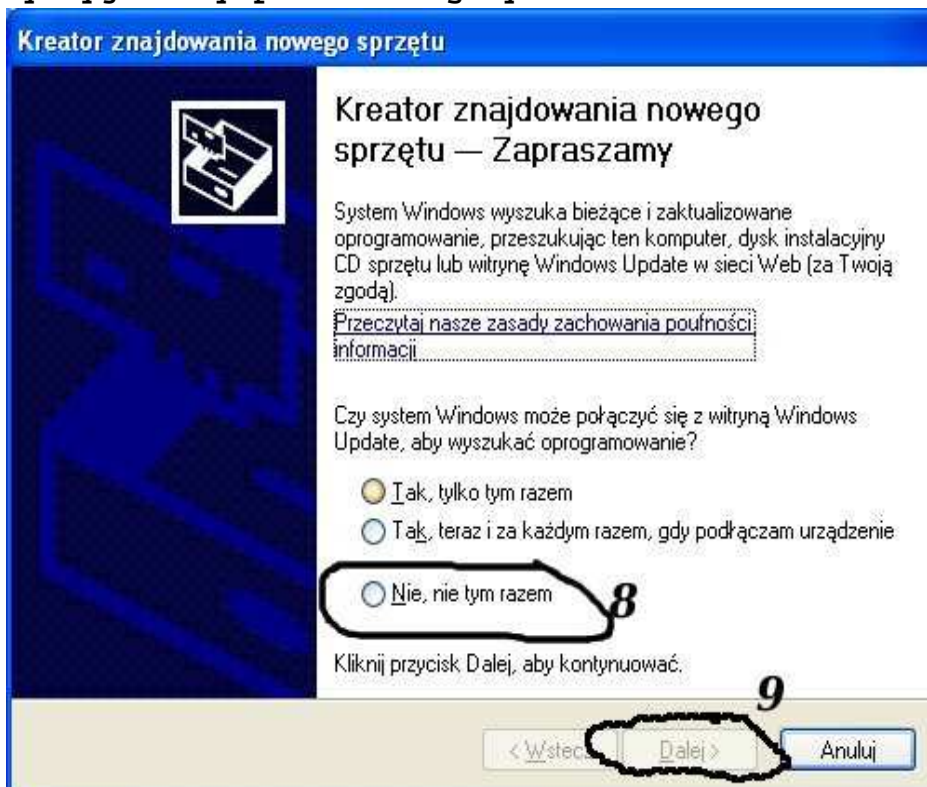 Kreator znajdowania nowego sprzętu
Kreator znajdowania nowego
sprzętu — Zapraszamy
System Windows wyszuka bieżące i zaktualizowane
oprogramowanie, przeszukując ten komputer, dysk instalacyjny
CD sprzętu lub witrynę Windows Update w sieci Web (za Twoją
zgodą).
Przeczytaj nasze zasady zachowania poufności
informacji
Czy system Windows może połączyć się z witryną Windows
Update, aby wyszukać oprogramowanie?
Tak, tylko tym razem
Tak, teraz i za każdym razem, gdy podłączam urządzenie
Nie, nie tym razem 8
Kliknij przycisk Dalej, aby kontynuować.
9
< Wstecz Dalej > Anuluj